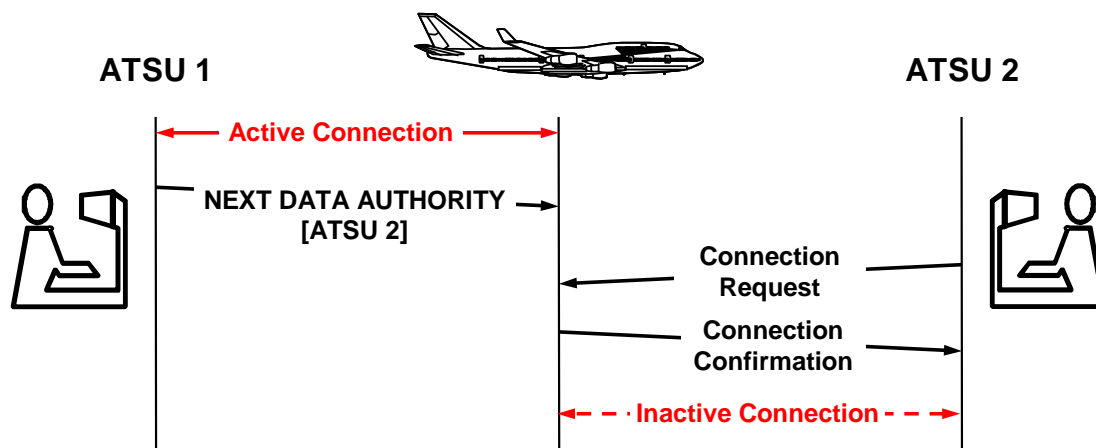 ATSU 1
ATSU 2
Active Connection
NEXT DATA AUTHORITY
[ATSU 2]
Connection
Request
Connection
Confirmation
Inactive Connection